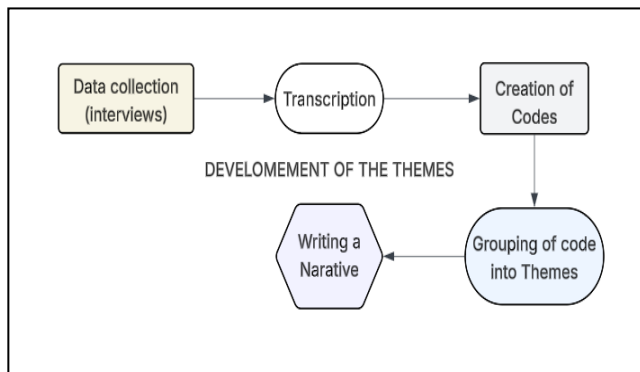 Data collection
(interviews)
Transcription
Creation of
Codes
DEVELOMEMENT OF THE THEMES
Grouping of code
into Themes
Writing a
Narative